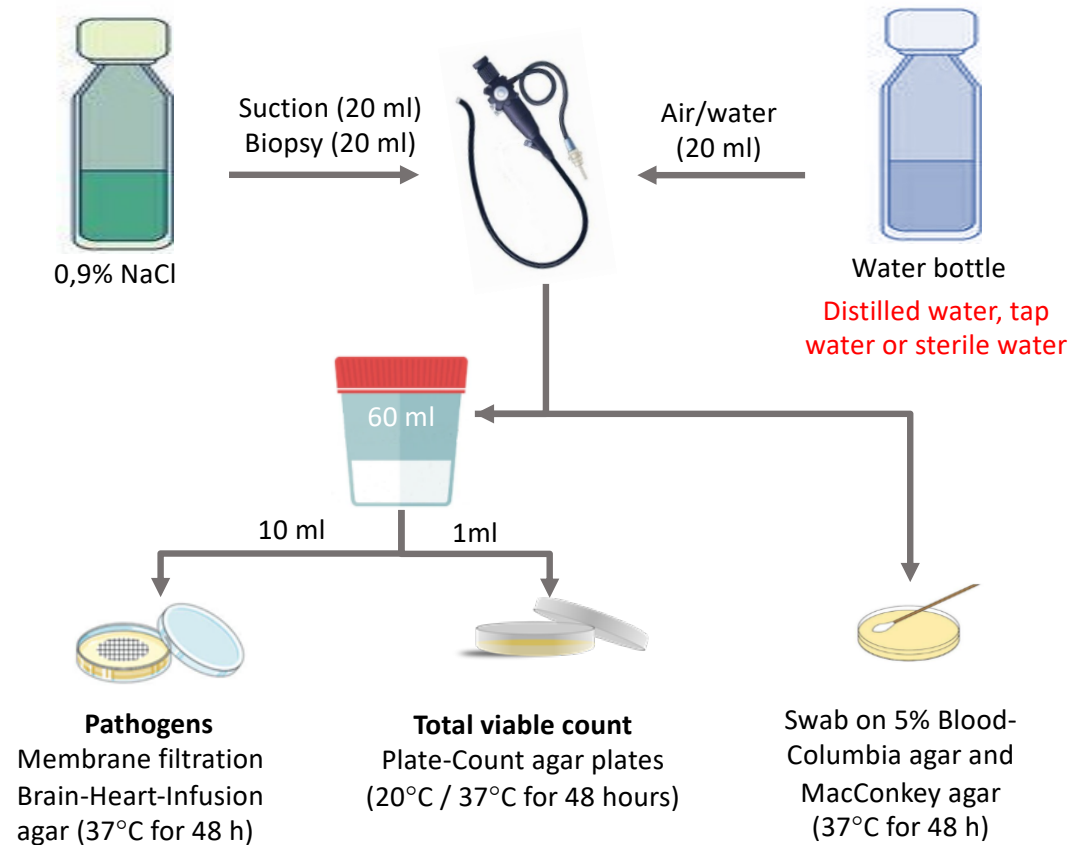 Suction (20 ml)
Biopsy (20 ml)
Air/water
(20 ml)
0,9% NaCl
Water bottle
Distilled water, tap
water or sterile water
60 ml
10 ml
1ml
Pathogens
Membrane filtration
Brain-Heart-Infusion
agar (37°C for 48 h)
Total viable count
Plate-Count agar plates
(20°C / 37°C for 48 hours)
Swab on 5% Blood-
Columbia agar and
MacConkey agar
(37°C for 48 h)